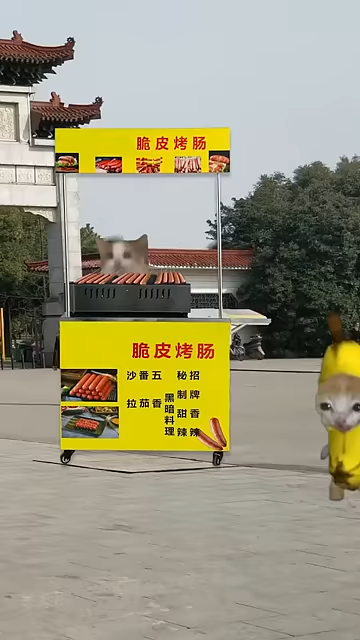 脆皮烤肠
脆皮烤肠
沙番五 秘招
黑制牌
拉茄香暗甜香
料
理辣辣